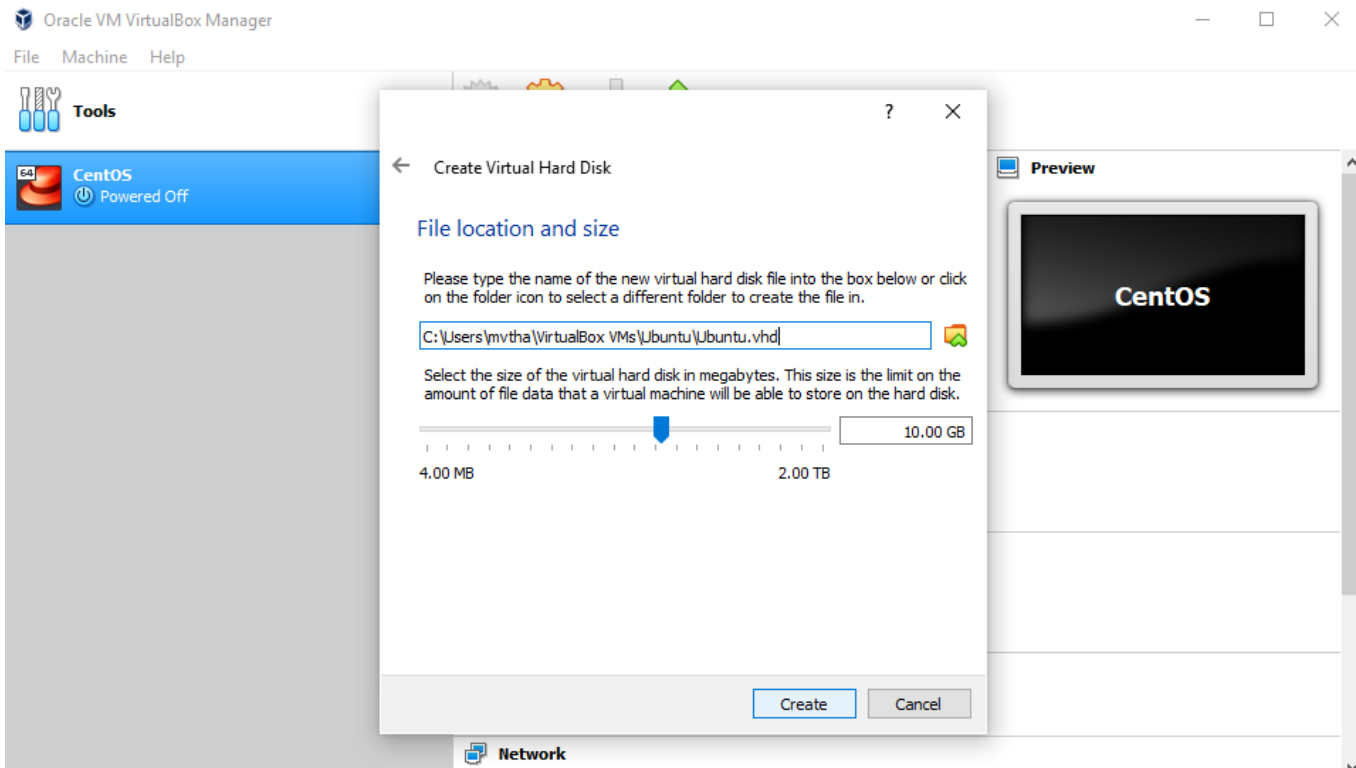 Oracle VM VirtualBox Manager
File Machine Help
Tools
64
CentOS
Powered Off
?
Create Virtual Hard Disk
File location and size
Please type the name of the new virtual hard disk file into the box below or click
on the folder icon to select a different folder to create the file in.
C:\Users\mvtha\VirtualBox VMs\Ubuntu\Ubuntu.vhd
Select the size of the virtual hard disk in megabytes. This size is the limit on the
amount of file data that a virtual machine will be able to store on the hard disk.
10.00 GB
4.00 MB
2.00 TB
Create
Cancel
Preview
CentOS
Network